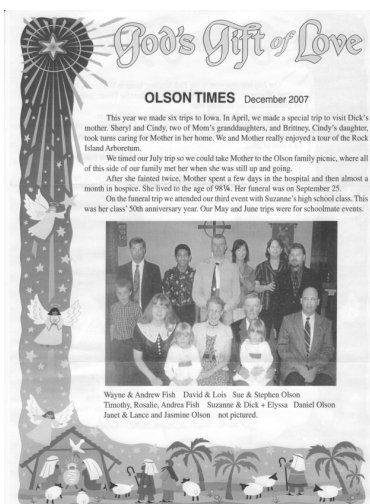 God's Gift of Love
OLSON TIMES December 2007
This year we made six trips to Iowa. In April, we made a special trip to visit Dick's
mother. Sheryl and Cindy, two of Mom's granddaughters, and Brittney, Cindy's daughter,
took turns caring for Mother in her home. We and Mother really enjoyed a tour of the Rock
Island Arboretum.
We timed our July trip so we could take Mother to the Olson family picnic, where all
of this side of our family met her when she was still up and going.
After she fainted twice, Mother spent a few days in the hospital and then almost a
month in hospice. She lived to the age of 98¼. Her funeral was on September 25.
On the funeral trip we attended our third event with Suzanne's high school class. This
was her class' 50th anniversary year. Our May and June trips were for schoolmate events.
Wayne & Andrew Fish David & Lois Sue & Stephen Olson
Timothy, Rosalie, Andrea Fish Suzanne & Dick + Elyssa Daniel Olson
Janet & Lance and Jasmine Olson not pictured.